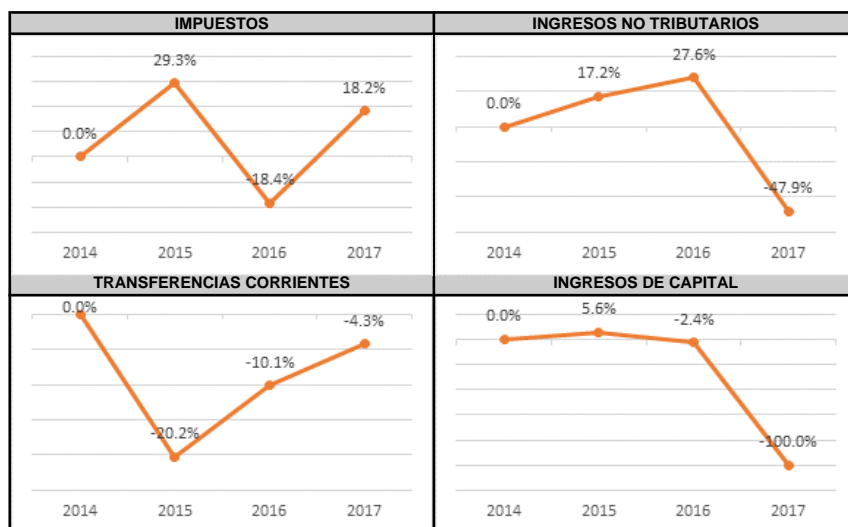 IMPUESTOS
29.3%
18.2%
0.0%
-18.4%
2014 2015 2016 2017
INGRESOS NO TRIBUTARIOS
27.6%
17.2%
0.0%
-47.9%
2014 2015 2016 2017
TRANSFERENCIAS CORRIENTES
0.0%
-4.3%
-10.1%
-20.2%
2014 2015 2016 2017
INGRESOS DE CAPITAL
5.6%
0.0%
-2.4%
-100.0%
2014 2015 2016 2017